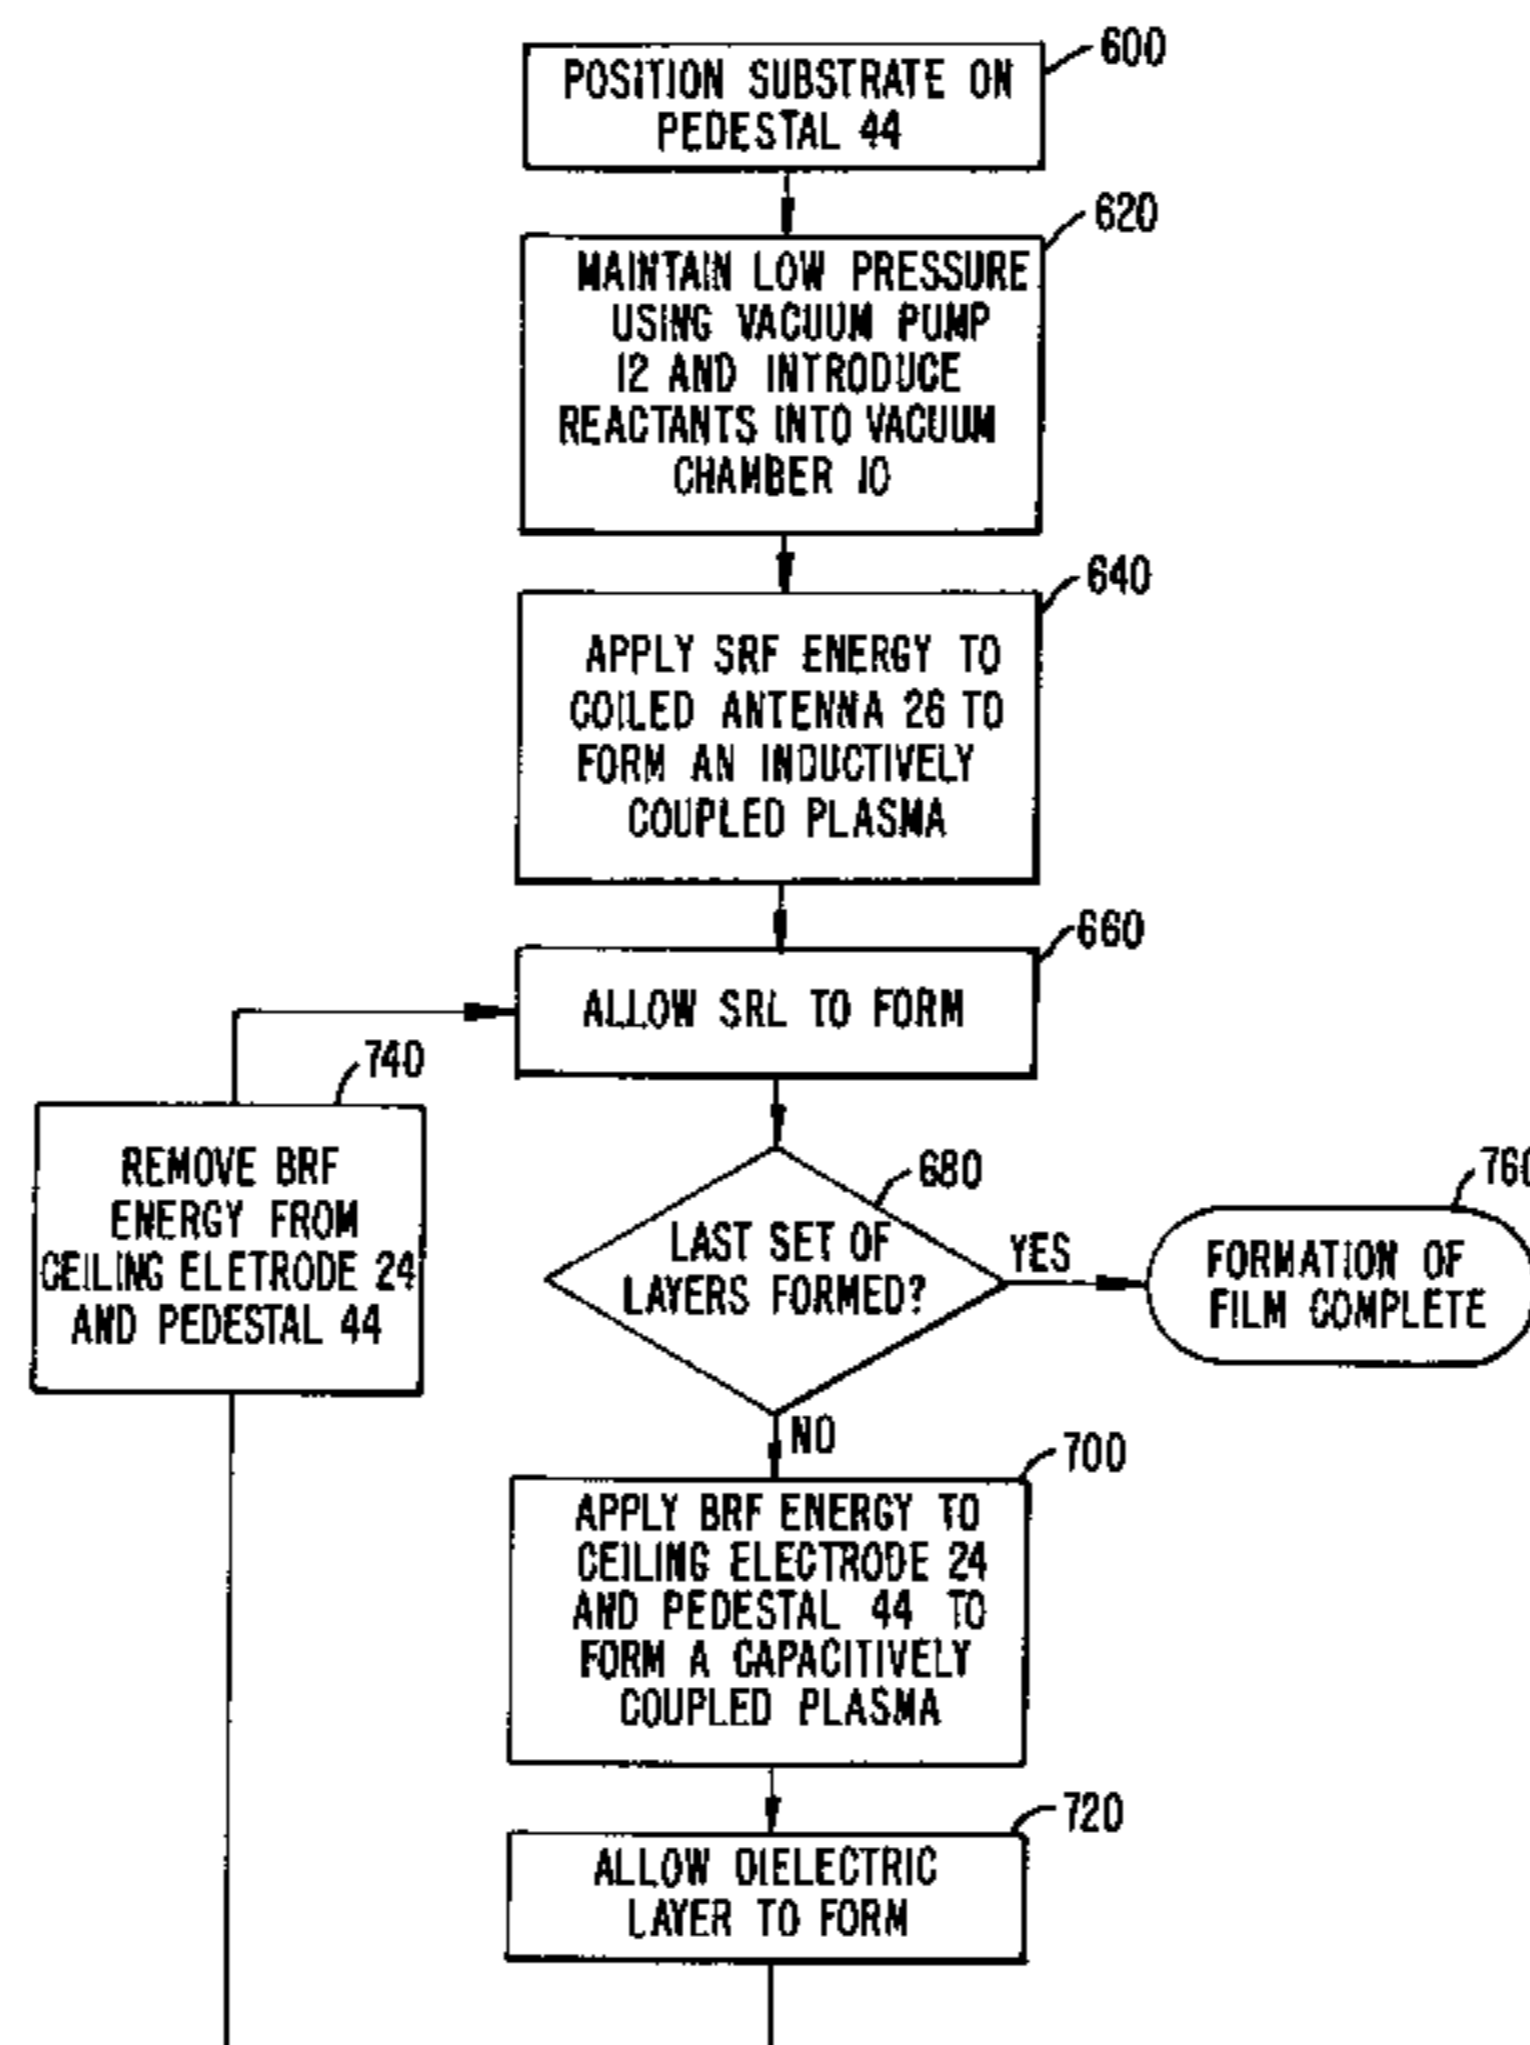 600
POSITION SUBSTRATE ON
PEDESTAL 44
620
MAINTAIN LOW PRESSURE
USING VACUUM PUMP
12 AND INTRODUCE
REACTANTS INTO VACUUM
CHAMBER 10
640
APPLY SRF ENERGY TO
COILED ANTENNA 26 TO
FORM AN INDUCTIVELY
COUPLED PLASMA
660
ALLOW SRL TO FORM
740
REMOVE BRF
ENERGY FROM
CEILING ELETRODE 24
AND PEDESTAL 44
680
LAST SET OF
LAYERS FORMED?
YES
760
FORMATION OF
FILM COMPLETE
NO
700
APPLY BRF ENERGY TO
CEILING ELECTRODE 24
AND PEDESTAL 44 TO
FORM A CAPACITIVELY
COUPLED PLASMA
720
ALLOW DIELECTRIC
LAYER TO FORM